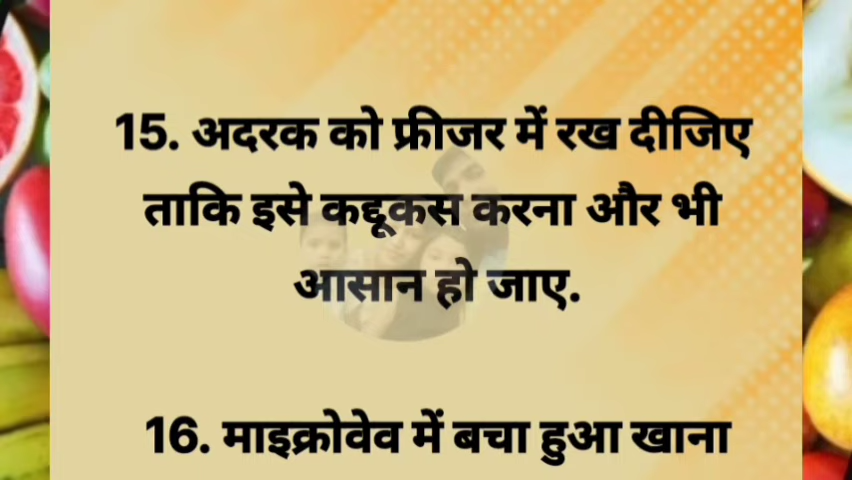 15. अदरक को फ्रीजर में रख दीजिए
ताकि इसे कद्दूकस करना और भी
आसान हो जाए.
16. माइक्रोवेव में बचा हुआ खाना